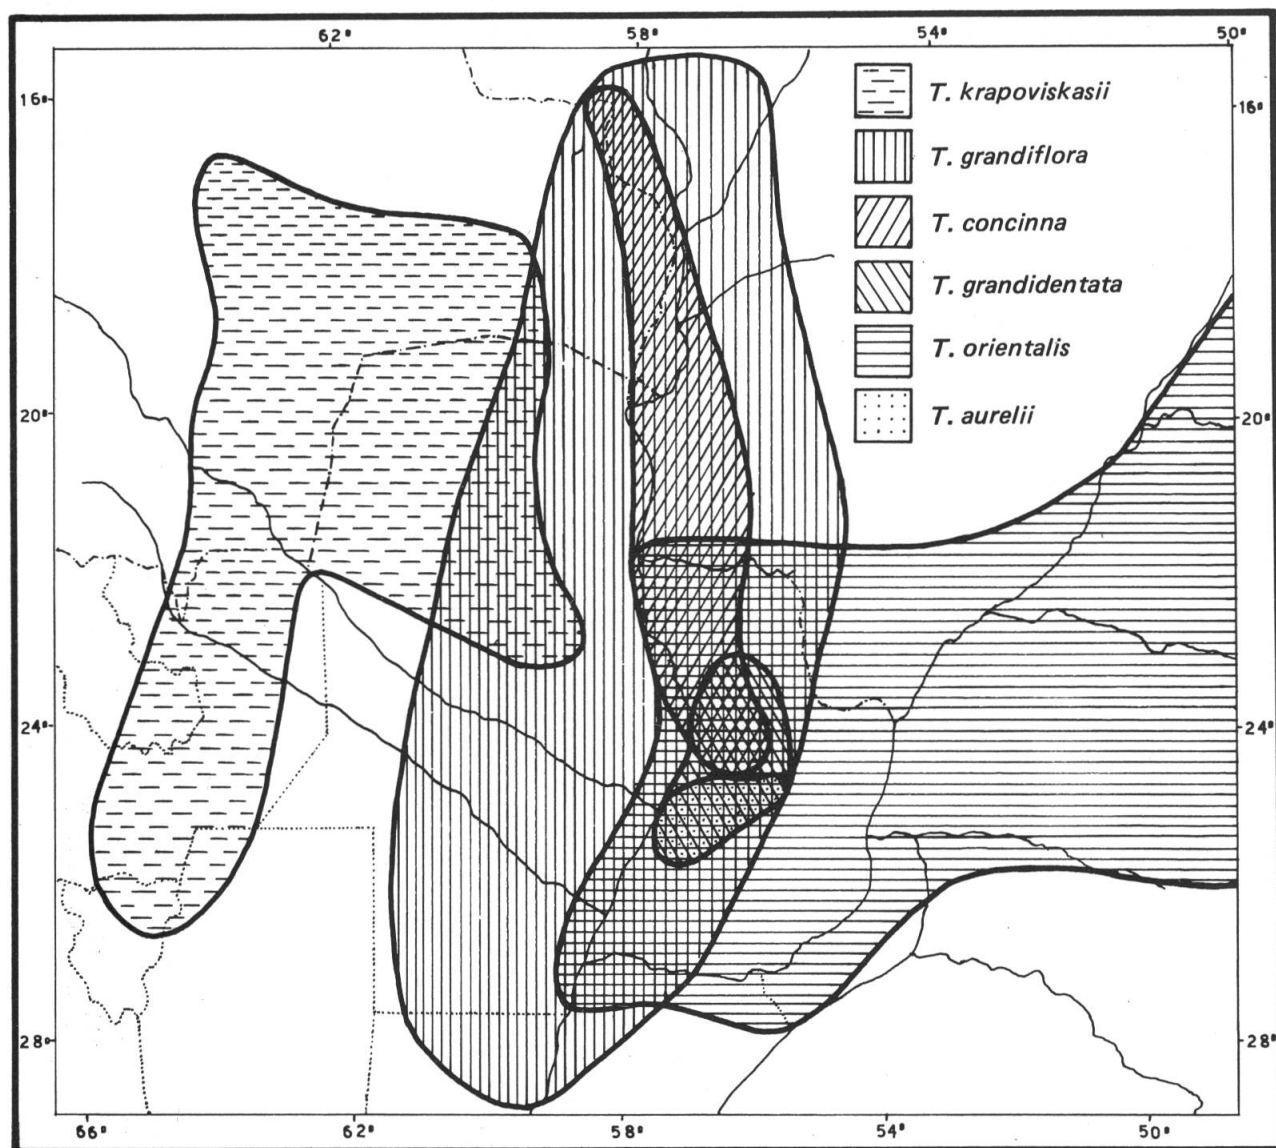 62° 58° 54° 50°
16° 16°
T. krapoviskasii
T. grandiflora
T. concinna
T. grandidentata
T. orientalis
T. aurelii
20° 20°
24° 24°
28° 28°
66° 62° 58° 54° 50°